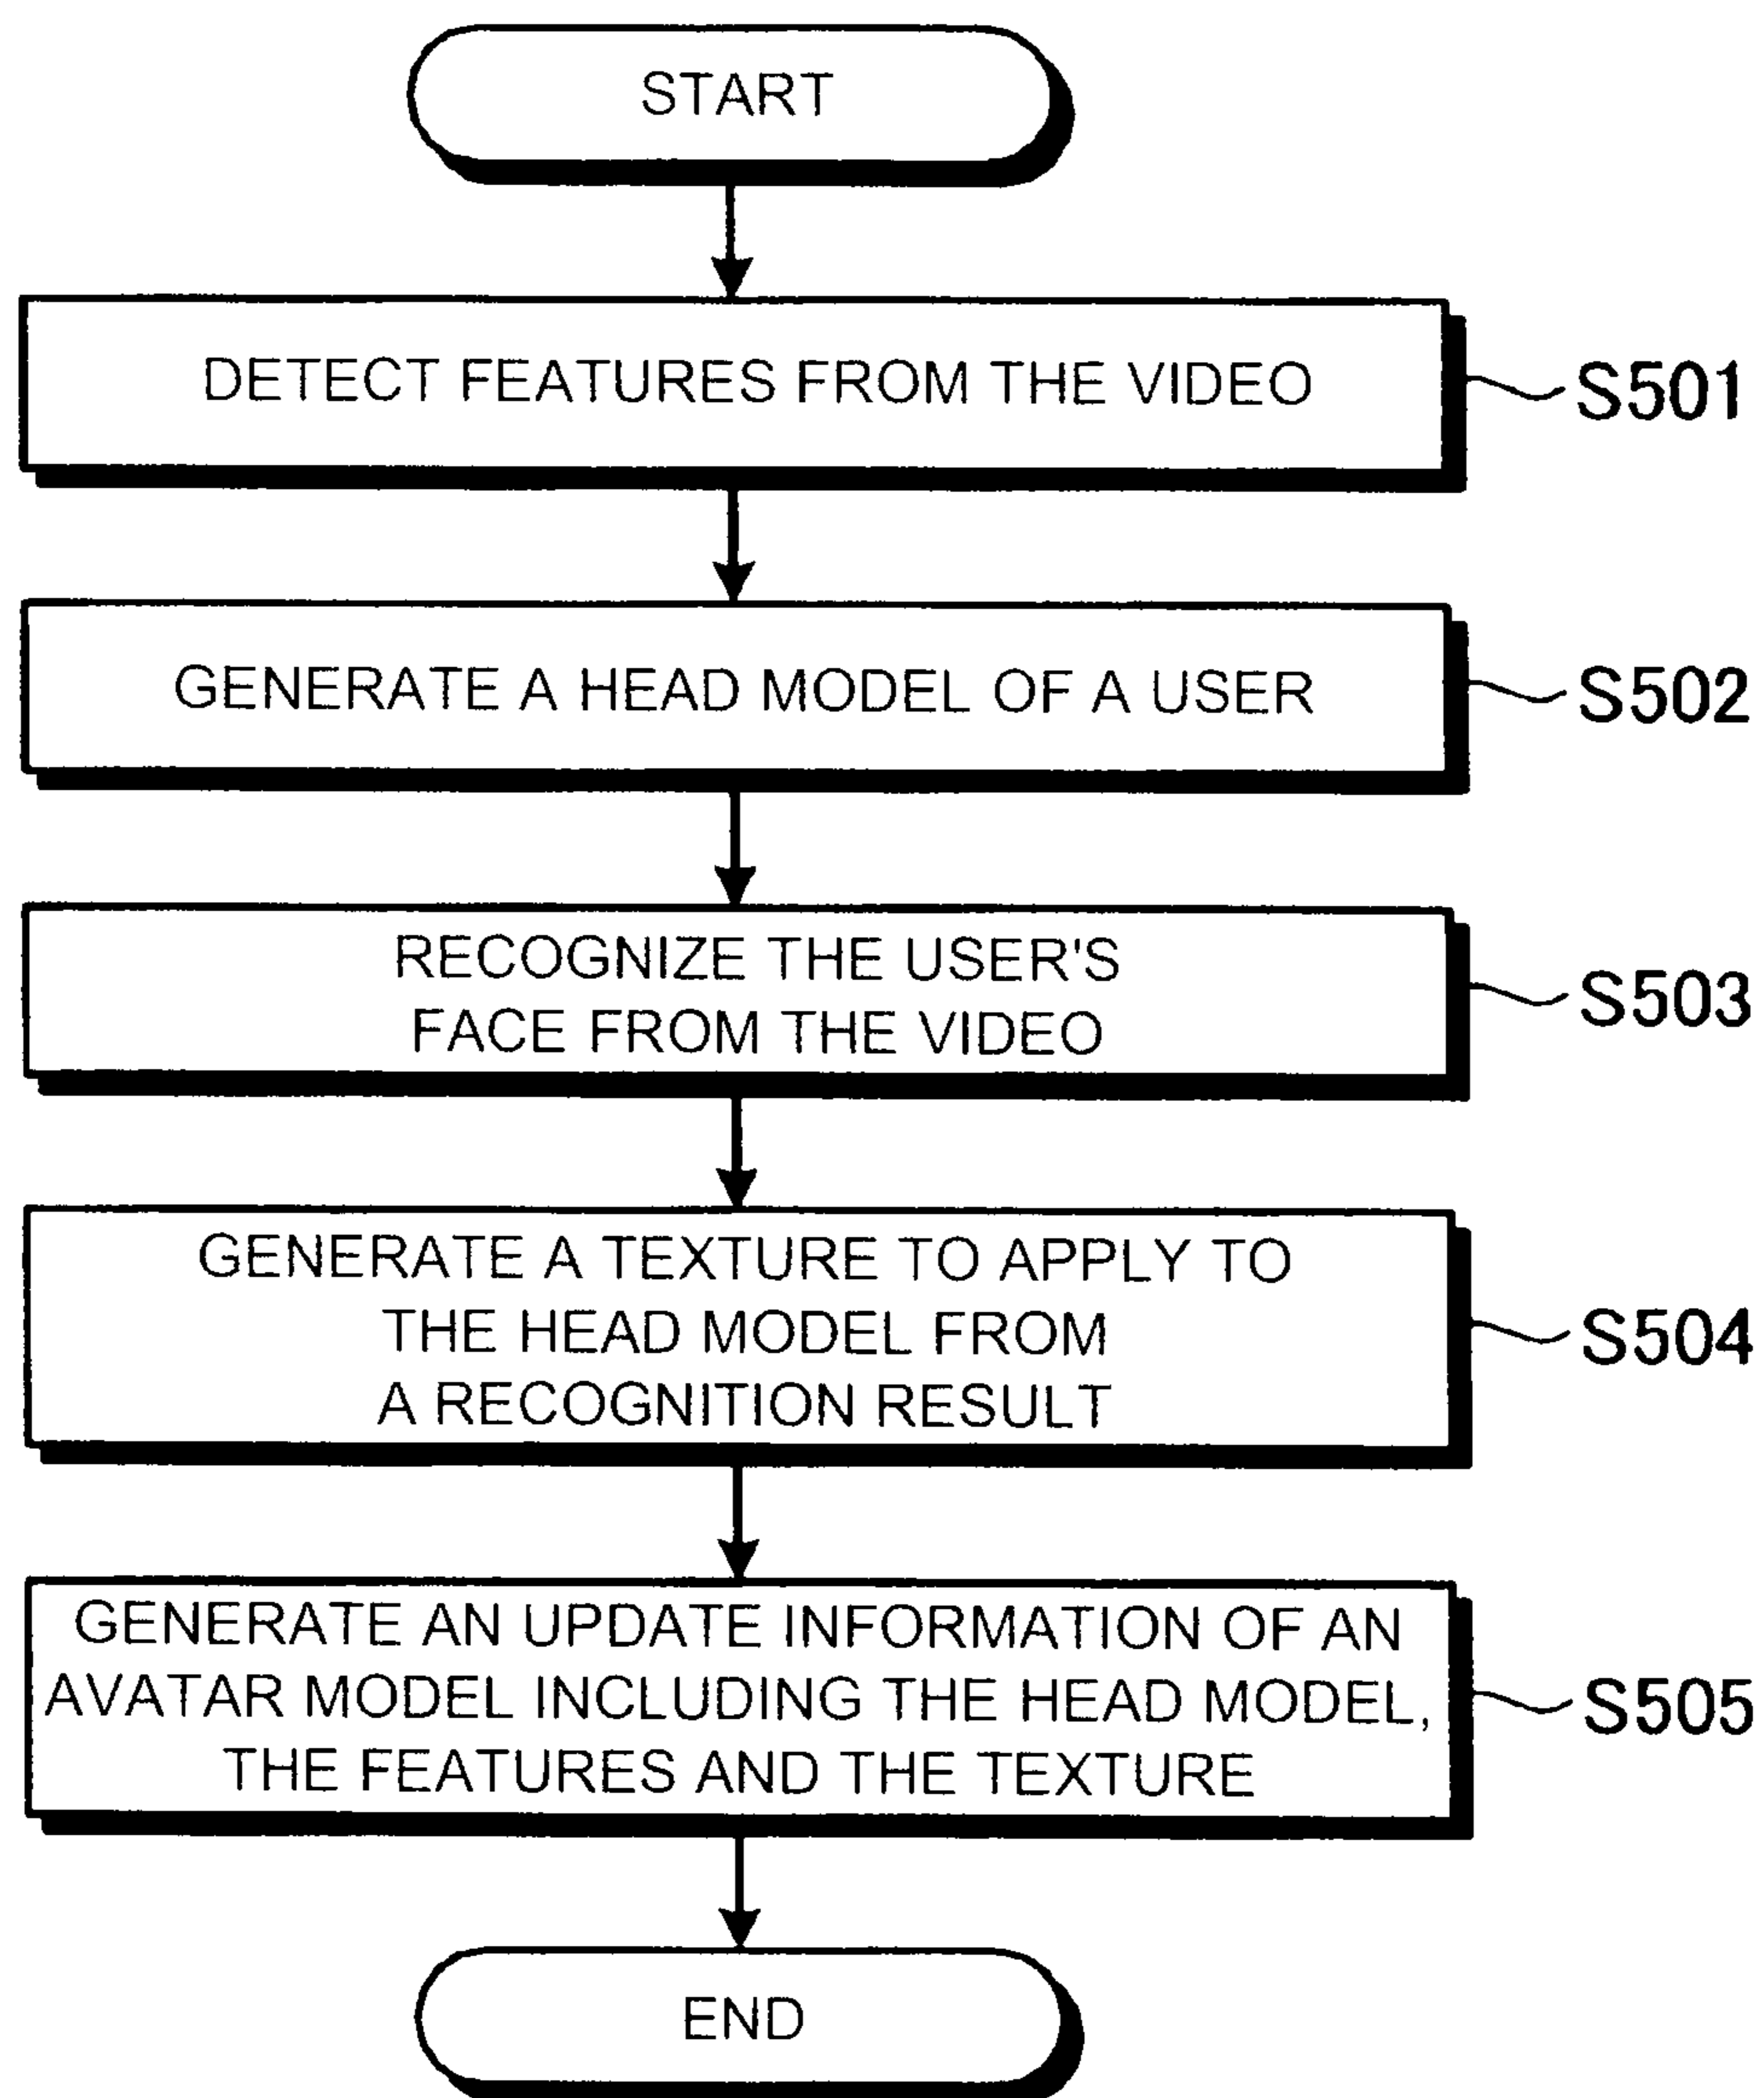 START
DETECT FEATURES FROM THE VIDEO
S501
GENERATE A HEAD MODEL OF A USER
S502
RECOGNIZE THE USER'S
FACE FROM THE VIDEO
S503
GENERATE A TEXTURE TO APPLY TO
THE HEAD MODEL FROM
A RECOGNITION RESULT
S504
GENERATE AN UPDATE INFORMATION OF AN
AVATAR MODEL INCLUDING THE HEAD MODEL,
THE FEATURES AND THE TEXTURE
S505
END